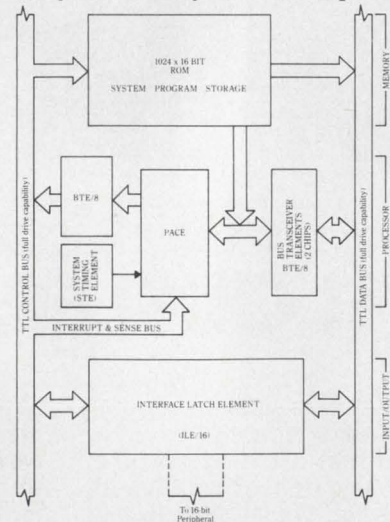 1024 x 16 BIT
ROM
SYSTEM PROGRAM STORAGE
MEMORY
TTL CONTROL BUS (full drive capability)
BTE/8
PACE
BUS
TRANSCEIVER
ELEMENTS
(2 CHIPS)
BTE/8
TTL DATA BUS (full drive capability)
PROCESSOR
SYSTEM
TIMING
ELEMENT
(STE)
INTERRUPT & SENSE BUS
INTERFACE LATCH ELEMENT
(ILE/16)
INPUT/OUTPUT
To 16-bit
Peripheral